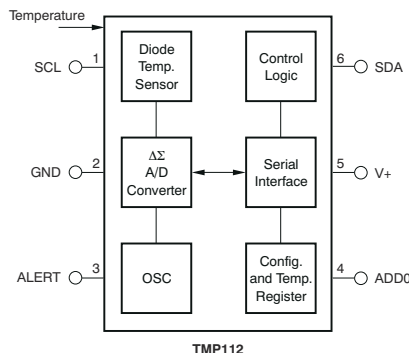 Temperature
SCL
1
Diode
Temp.
Sensor
Control
Logic
6
SDA
GND
2
ΔΣ
A/D
Converter
Serial
Interface
5
V+
ALERT
3
OSC
Config.
and Temp.
Register
4
ADD0
TMP112